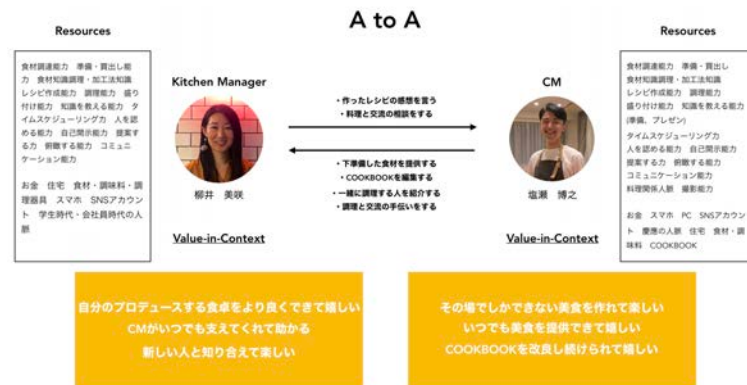 A to A
Resources
食材調達能力 準備・買出し能
力 食材知識調理・加工法知識
レシピ作成能力 調理能力 盛り
付け能力 知識を教える能力 タ
イムスケジューリング力 人を認
める能力 自己開示能力 提案す
る力 俯瞰する能力 コミュニ
ケーション能力
お金 住宅 食材・調味料・調
理器具 スマホ SNSアカウン
ト 学生時代・会社員時代の人
脈
Kitchen Manager
柳井 美咲
Value-in-Context
・作ったレシピの感想を言う
・料理と交流の相談をする
・下準備した食材を提供する
・COOKBOOKを編集する
・一緒に調理する人を紹介する
・調理と交流の手伝いをする
CM
塩瀬 博之
Value-in-Context
Resources
食材調達能力 準備・買出し
食材知識調理・加工法知識
レシピ作成能力 調理能力
盛り付け能力 知識を教える能力
(準備、プレゼン)
タイムスケジューリング力
人を認める能力 自己開示能力
提案する力 俯瞰する能力
コミュニケーション能力
料理関係人脈 撮影能力
お金 スマホ PC SNSアカウン
ト 慶應の人脈 住宅 食材・調
味料 COOKBOOK
自分のプロデュースする食卓をより良くできて嬉しい
CMがいつでも支えてくれて助かる
新しい人と知り合えて楽しい
その場でしかできない美食を作れて楽しい
いつでも美食を提供できて嬉しい
COOKBOOKを改良し続けられて嬉しい